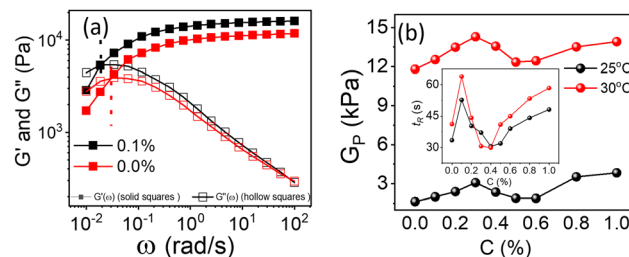 (a)
G' and G'' (Pa)
10⁴
10³
0.1%
0.0%
G'(ω) (solid squares)
G''(ω) (hollow squares)
10⁻² 10⁻¹ 10⁰ 10¹ 10²
ω (rad/s)
(b)
G_P (kPa)
15
12
9
6
3
0
25°C
30°C
t_R (s)
60
45
30
0.0 0.2 0.4 0.6 0.8 1.0
C (%)
0.0 0.2 0.4 0.6 0.8 1.0
C (%)